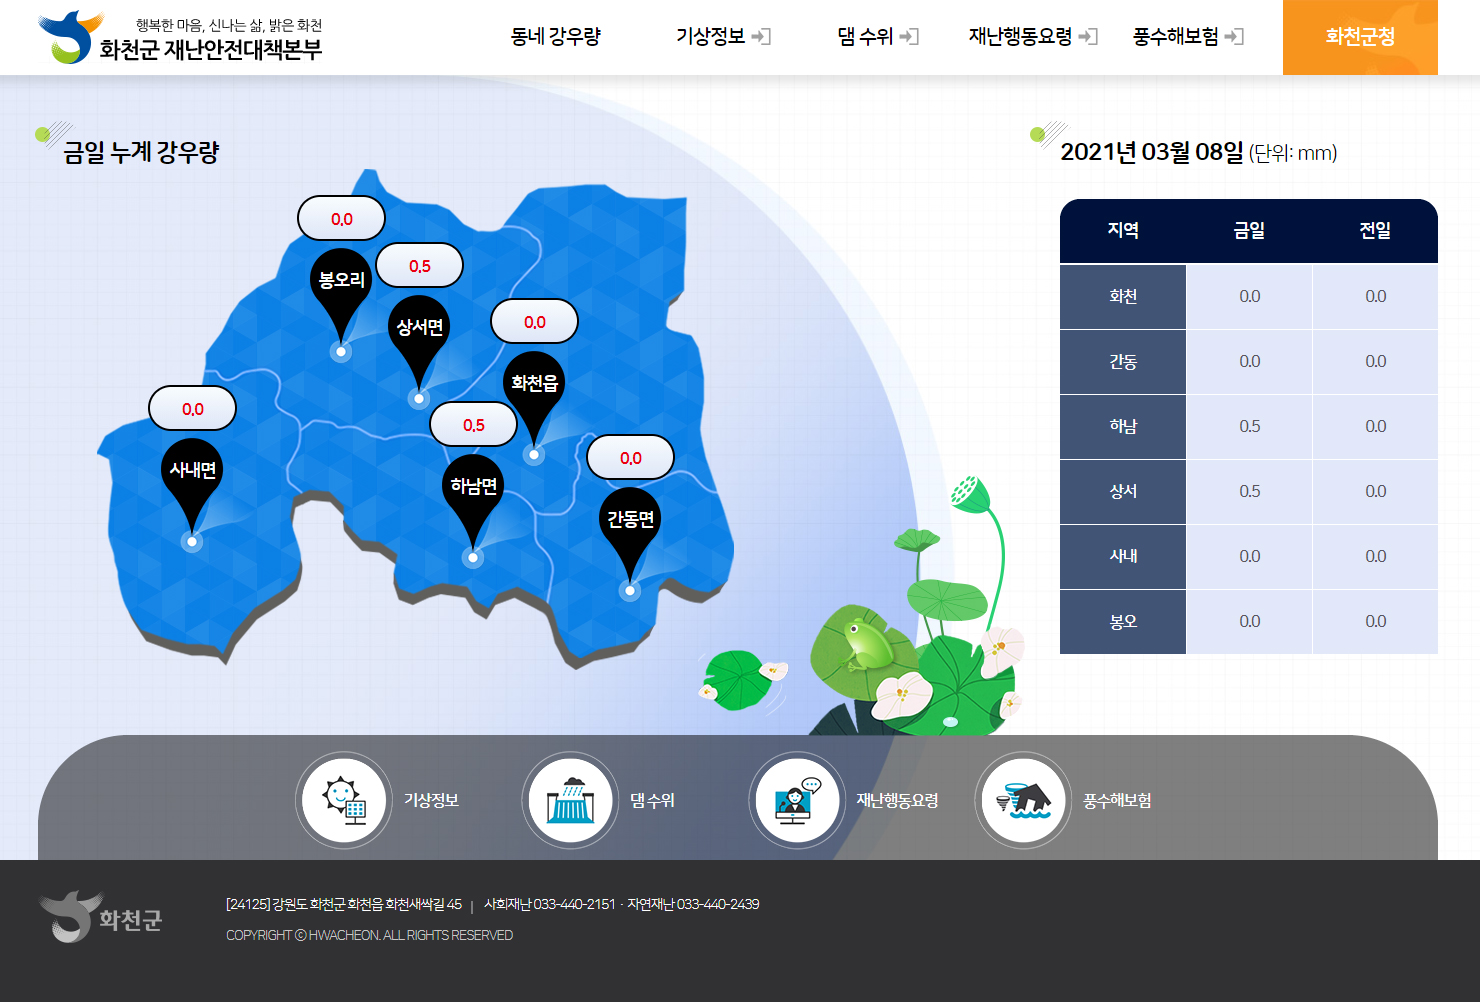 행복한 마음, 신나는 삶, 밝은 화천
화천군 재난안전대책본부
동네 강우량
기상정보
댐 수위
재난행동요령
풍수해보험
화천군청
금일 누계 강우량
0.0
봉오리
0.5
상서면
0.0
화천읍
0.0
사내면
0.5
하남면
0.0
간동면
2021년 03월 08일 (단위: mm)
지역 금일 전일
화천 0.0 0.0
간동 0.0 0.0
하남 0.5 0.0
상서 0.5 0.0
사내 0.0 0.0
봉오 0.0 0.0
기상정보
댐 수위
재난행동요령
풍수해보험
화천군
[24125] 강원도 화천군 화천읍 화천새싹길 45 | 사회재난 033-440-2151 · 자연재난 033-440-2439
COPYRIGHT ⓒ HWACHEON. ALL RIGHTS RESERVED